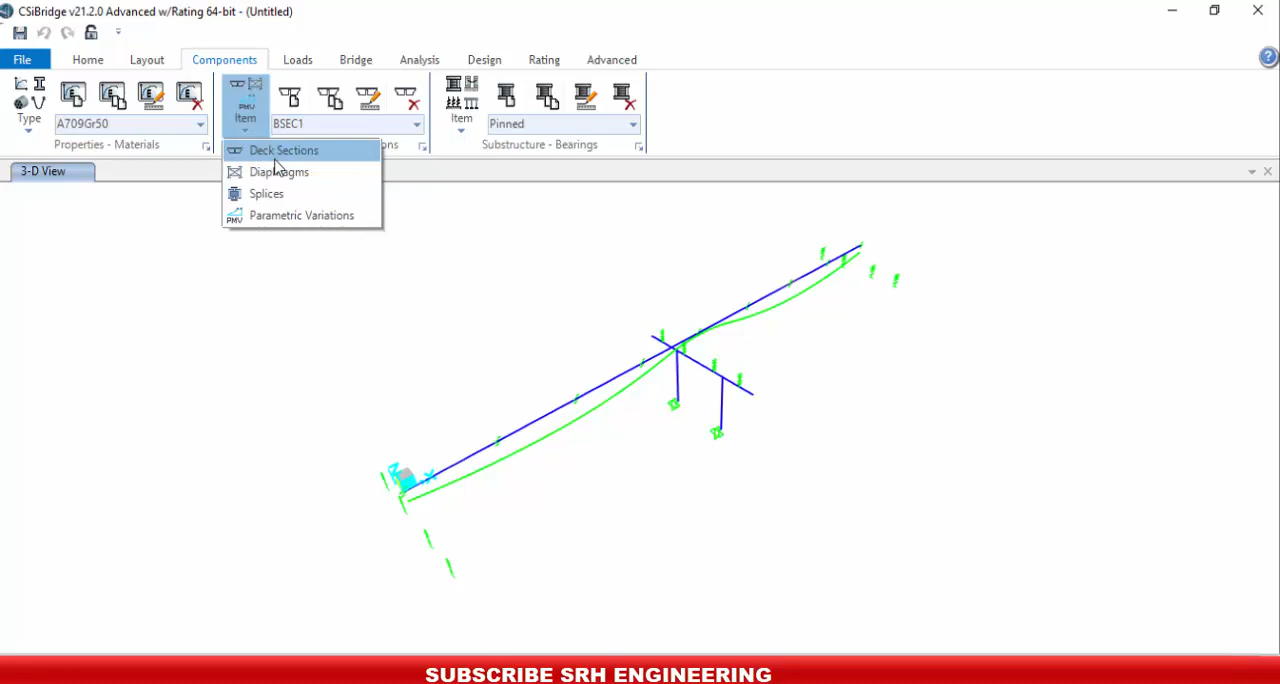 CSiBridge v21.2.0 Advanced w/Rating 64-bit - (Untitled)
File Home Layout Components Loads Bridge Analysis Design Rating Advanced
Type
A709Gr50
Properties - Materials
PMV
Item
BSEC1
Item
Pinned
Substructure - Bearings
Deck Sections
Diaphragms
Splices
PMV Parametric Variations
3-D View
SUBSCRIBE SRH ENGINEERING